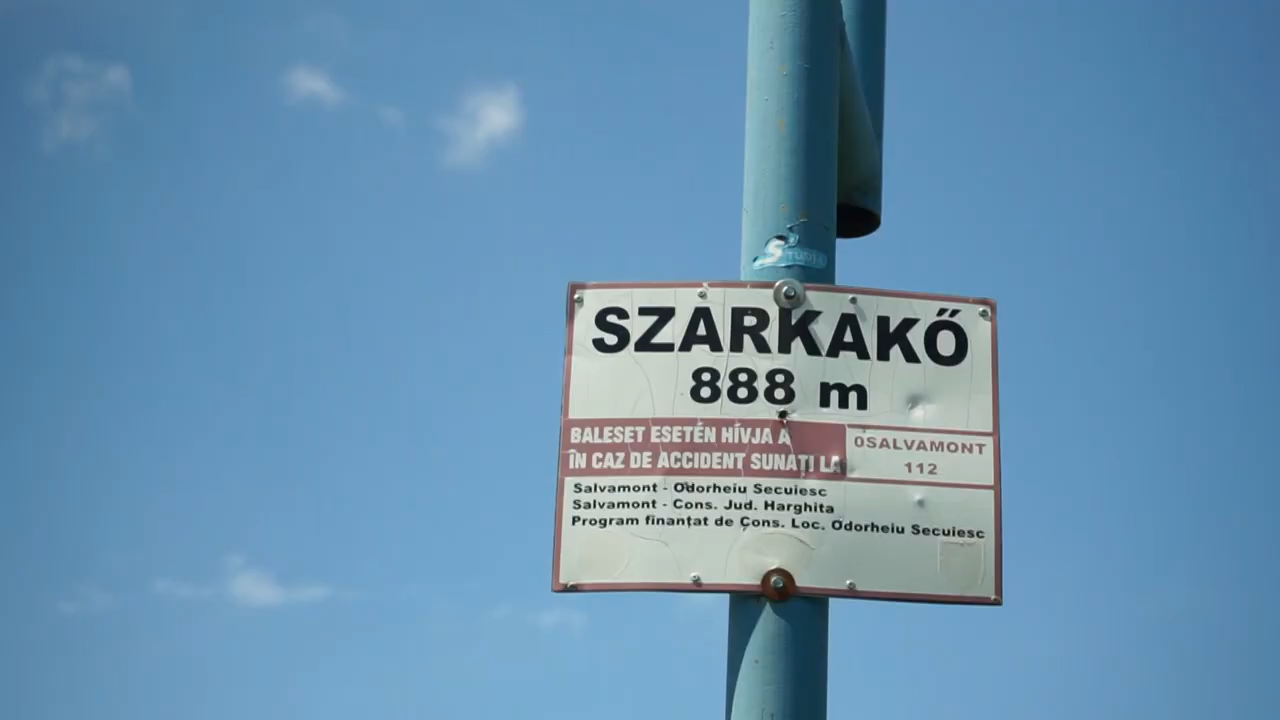 SZARKAKŐ
888 m
BALESET ESETÉN HÍVJA A
ÎN CAZ DE ACCIDENT SUNAȚI LA
0SALVAMONT
112
Salvamont - Odorheiu Secuiesc
Salvamont - Cons. Jud. Harghita
Program finanțat de Cons. Loc. Odorheiu Secuiesc